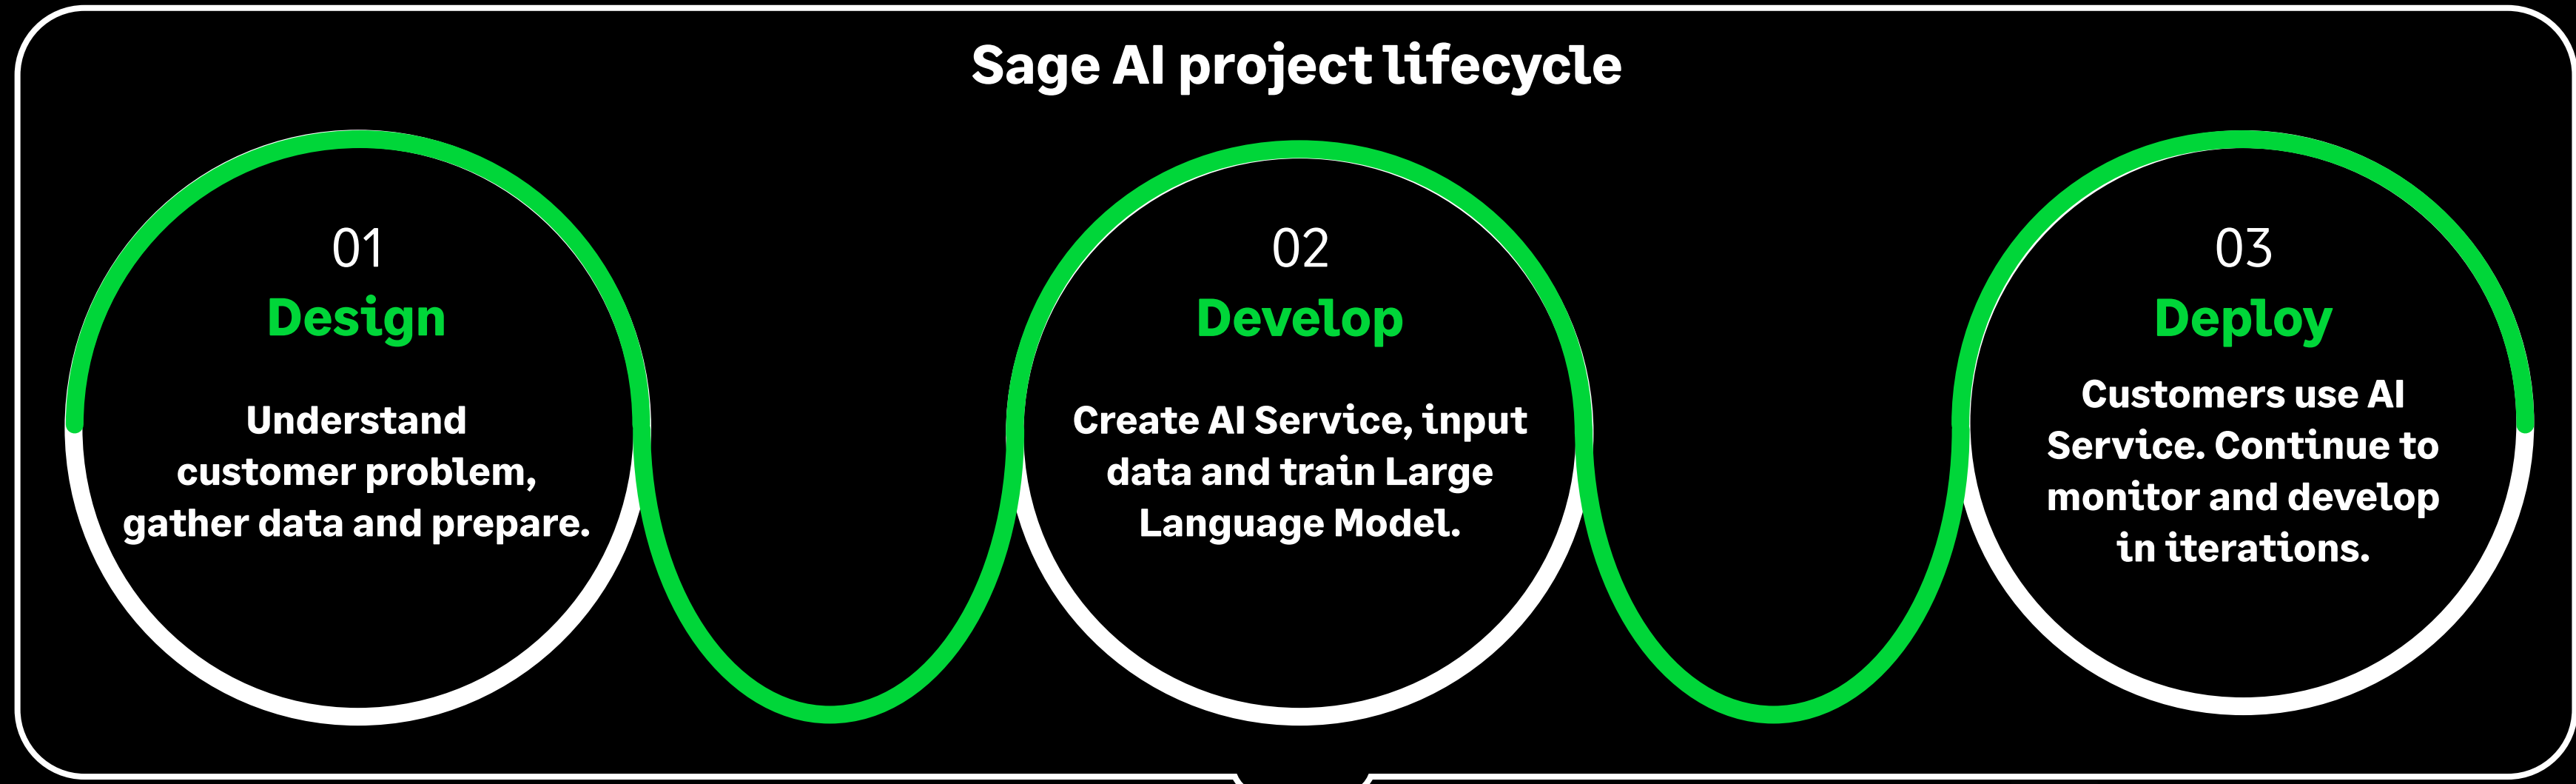 Sage AI project lifecycle
01
Design
Understand
customer problem,
gather data and prepare.
02
Develop
Create AI Service, input
data and train Large
Language Model.
03
Deploy
Customers use AI
Service. Continue to
monitor and develop
in iterations.